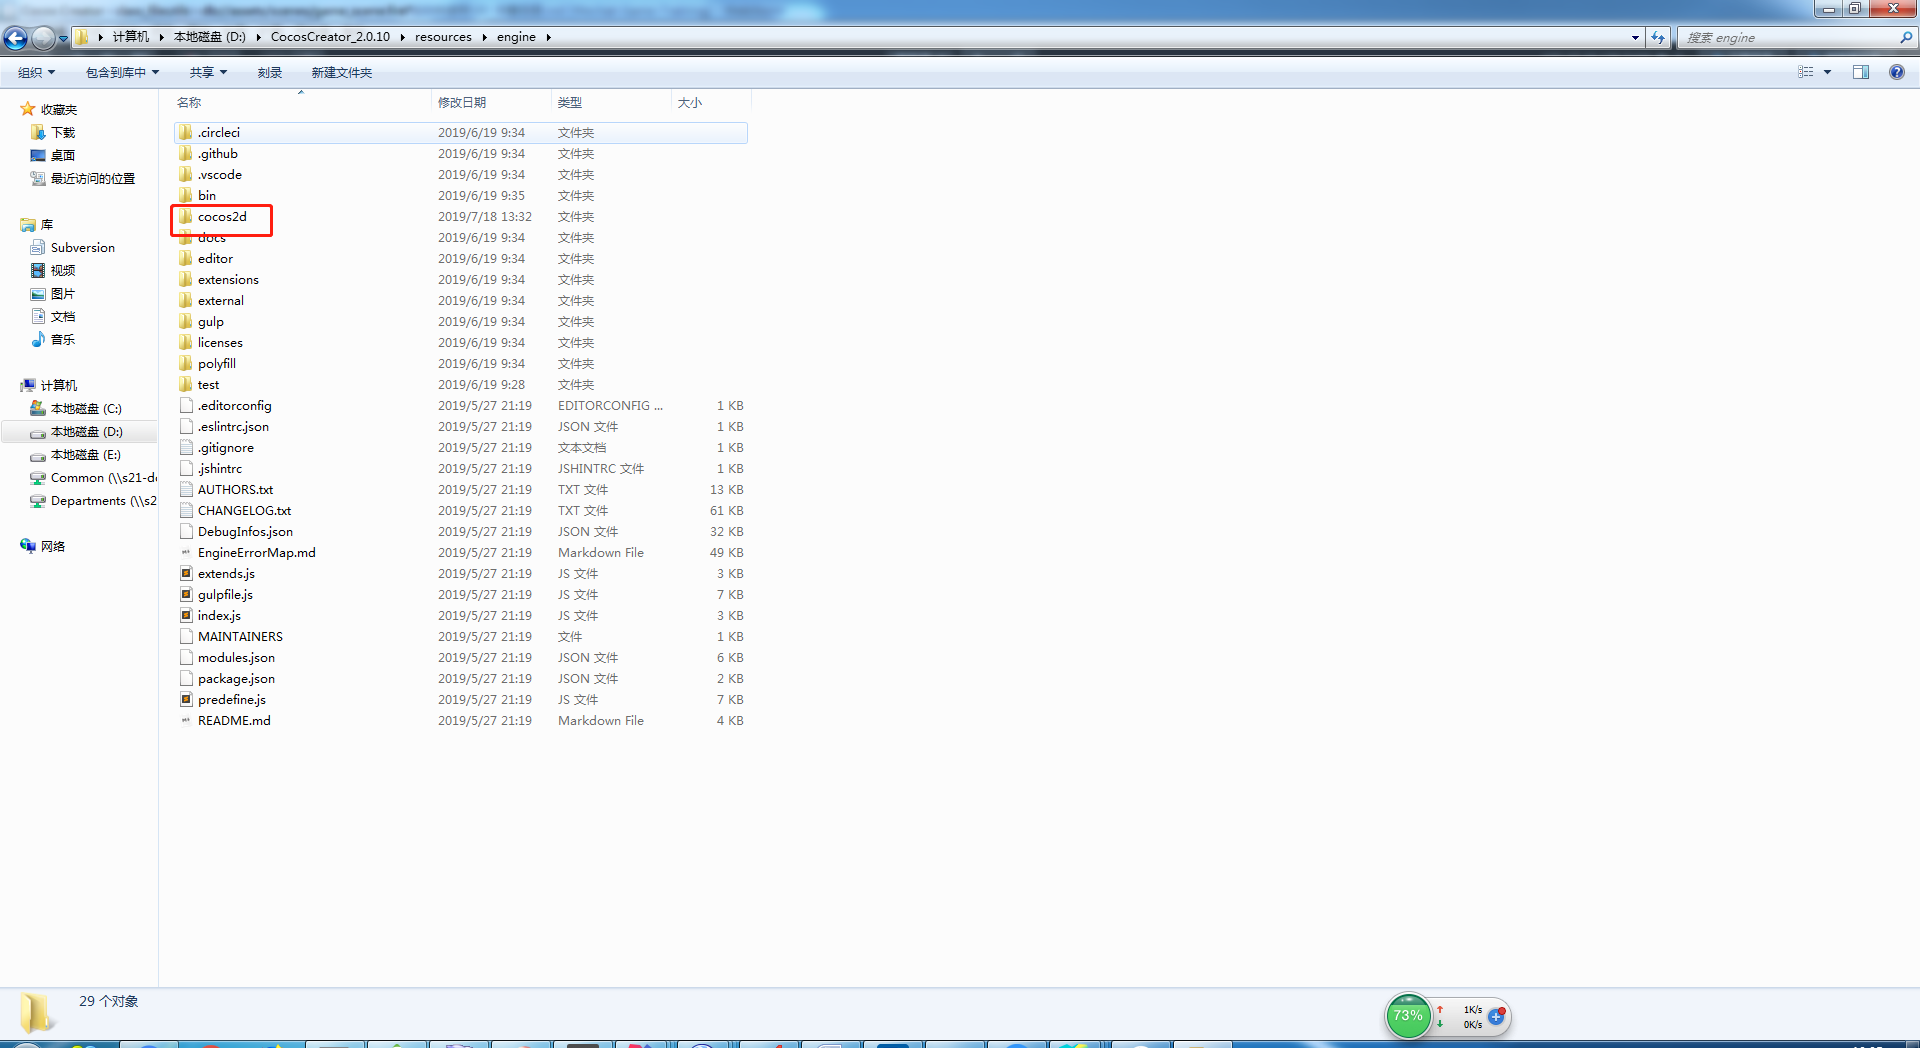 计算机 本地磁盘 (D:) CocosCreator_2.0.10 resources engine 搜索 engine
组织 包含到库中 共享 刻录 新建文件夹
名称 修改日期 类型 大小
收藏夹
下载
桌面
最近访问的位置
库
Subversion
视频
图片
文档
音乐
计算机
本地磁盘 (C:)
本地磁盘 (D:)
本地磁盘 (E:)
Common (\\s21-d
Departments (\\s2
网络
.circleci 2019/6/19 9:34 文件夹
.github 2019/6/19 9:34 文件夹
.vscode 2019/6/19 9:34 文件夹
bin 2019/6/19 9:35 文件夹
cocos2d 2019/7/18 13:32 文件夹
docs 2019/6/19 9:34 文件夹
editor 2019/6/19 9:34 文件夹
extensions 2019/6/19 9:34 文件夹
external 2019/6/19 9:34 文件夹
gulp 2019/6/19 9:34 文件夹
licenses 2019/6/19 9:34 文件夹
polyfill 2019/6/19 9:34 文件夹
test 2019/6/19 9:28 文件夹
.editorconfig 2019/5/27 21:19 EDITORCONFIG ... 1 KB
.eslintrc.json 2019/5/27 21:19 JSON 文件 1 KB
.gitignore 2019/5/27 21:19 文本文档 1 KB
.jshintrc 2019/5/27 21:19 JSHINTRC 文件 1 KB
AUTHORS.txt 2019/5/27 21:19 TXT 文件 13 KB
CHANGELOG.txt 2019/5/27 21:19 TXT 文件 61 KB
DebugInfos.json 2019/5/27 21:19 JSON 文件 32 KB
EngineErrorMap.md 2019/5/27 21:19 Markdown File 49 KB
extends.js 2019/5/27 21:19 JS 文件 3 KB
gulpfile.js 2019/5/27 21:19 JS 文件 7 KB
index.js 2019/5/27 21:19 JS 文件 3 KB
MAINTAINERS 2019/5/27 21:19 文件 1 KB
modules.json 2019/5/27 21:19 JSON 文件 6 KB
package.json 2019/5/27 21:19 JSON 文件 2 KB
predefine.js 2019/5/27 21:19 JS 文件 7 KB
README.md 2019/5/27 21:19 Markdown File 4 KB
29 个对象
73%
1K/s
0K/s